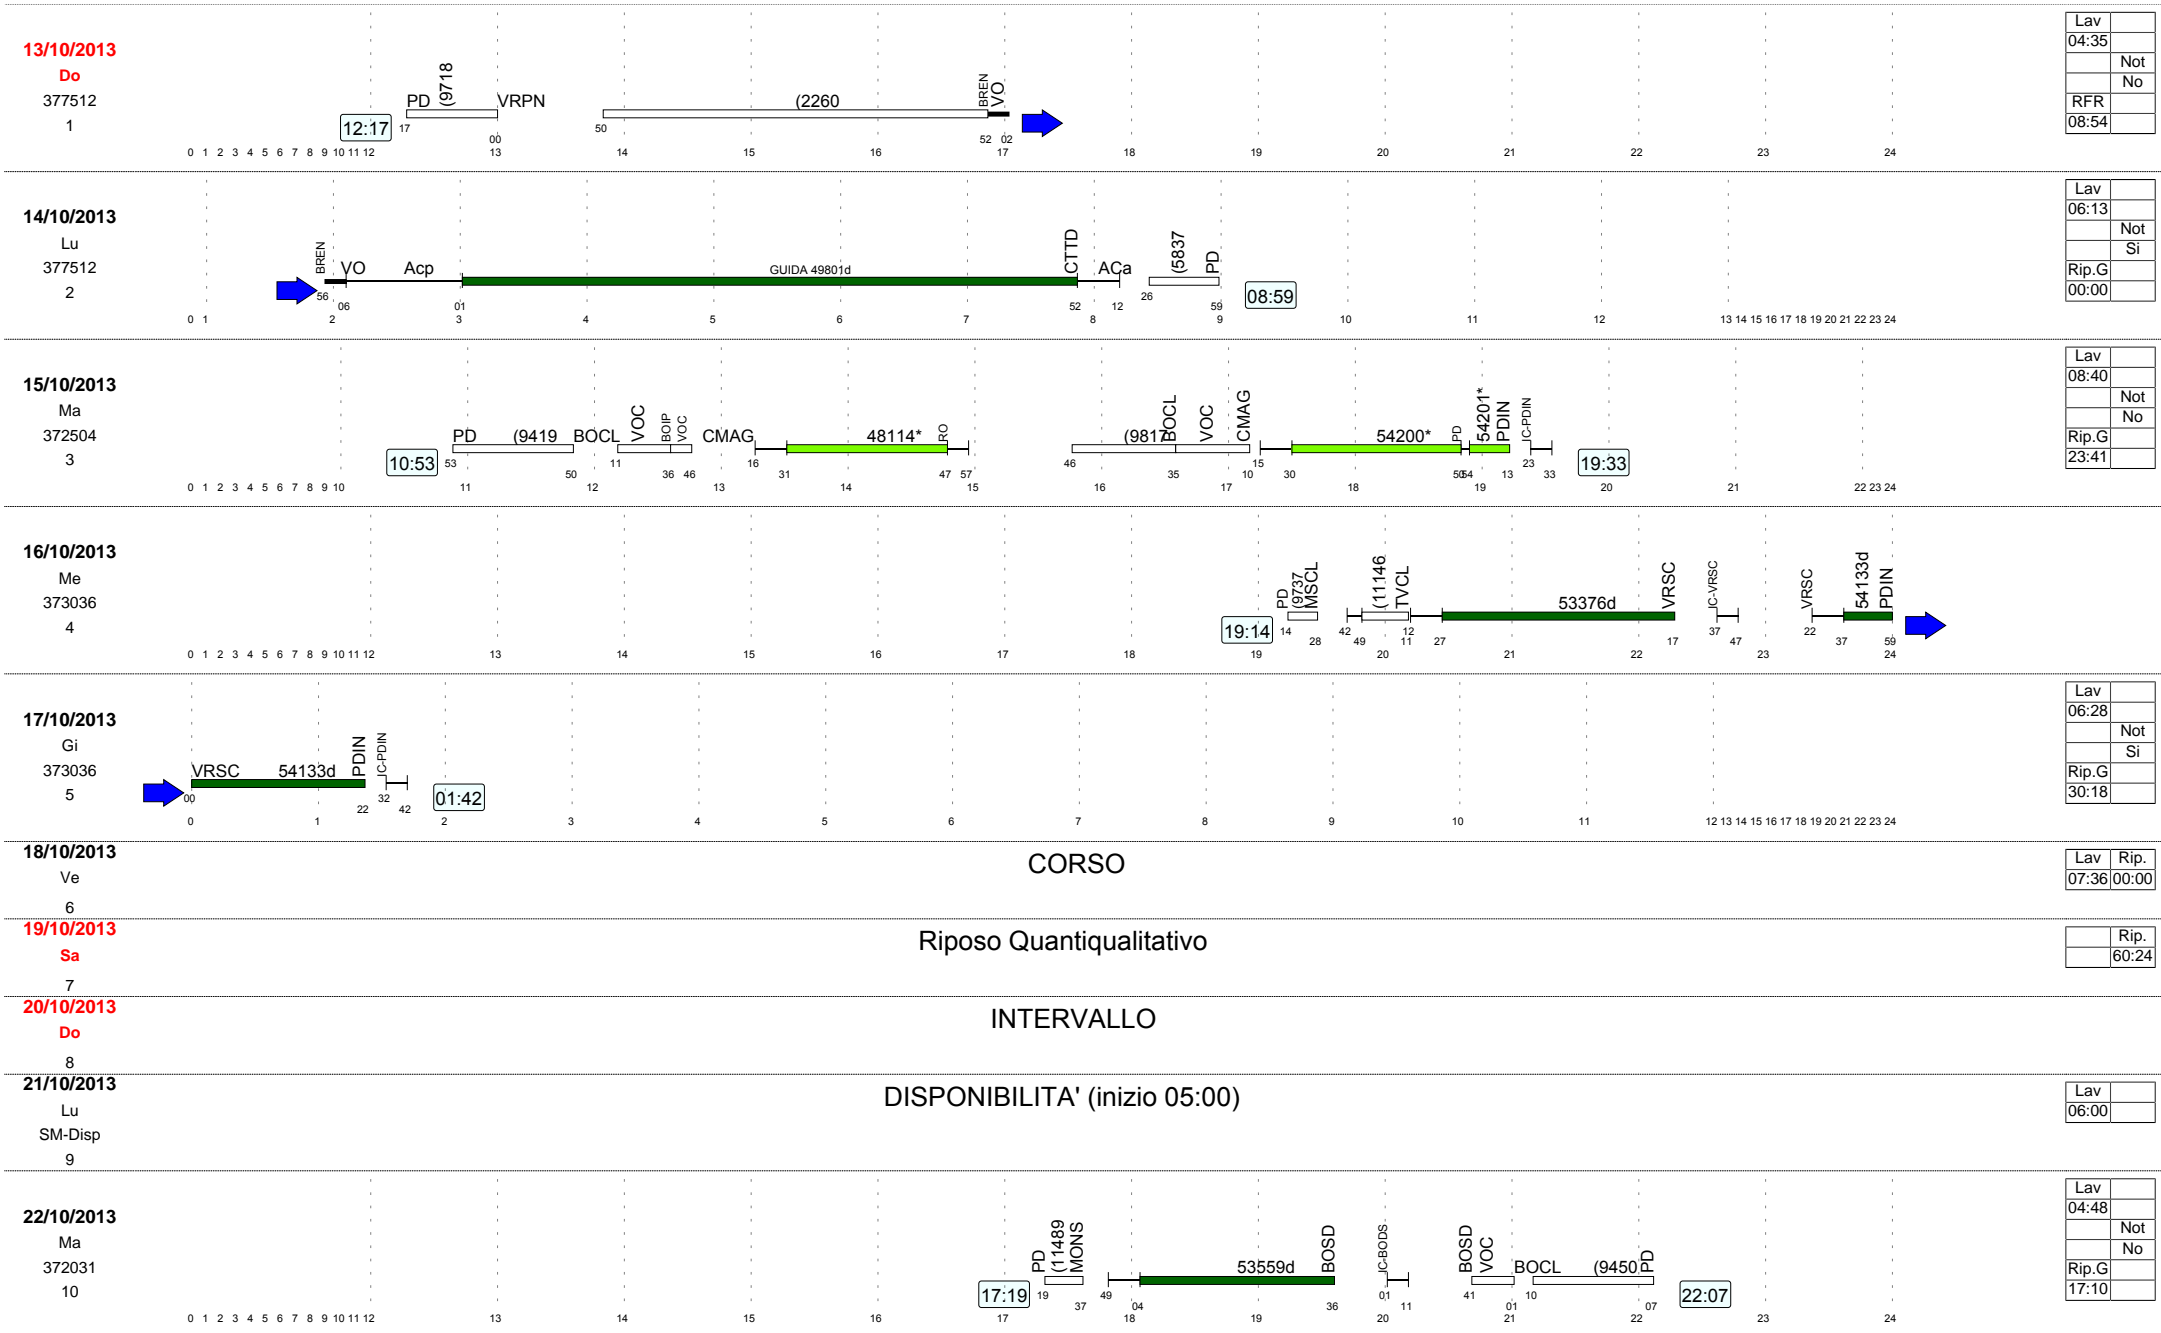 13/10/2013
Do
377512
1
12:17
PD (9718 VRPN (2260 BREN VO
17 00 50 52 02
0 1 2 3 4 5 6 7 8 9 10 11 12 13 14 15 16 17 18 19 20 21 22 23 24
Lav
04:35
Not
No
RFR
08:54
14/10/2013
Lu
377512
2
BREN VO Acp GUIDA 49801d CTTD ACa (5837 PD
56 06 01 52 12 26 59
08:59
0 1 2 3 4 5 6 7 8 9 10 11 12 13 14 15 16 17 18 19 20 21 22 23 24
Lav
06:13
Not
Si
Rip.G
00:00
15/10/2013
Ma
372504
3
10:53
PD (9419 BOCL VOC BOIP VOC CMAG 48114* RO (9817 BOCL VOC CMAG 54200* PD 54201* PDIN IC-PDIN
53 50 11 36 46 16 31 47 57 46 35 10 15 30 50 54 13 23 33
19:33
0 1 2 3 4 5 6 7 8 9 10 11 12 13 14 15 16 17 18 19 20 21 22 23 24
Lav
08:40
Not
No
Rip.G
23:41
16/10/2013
Me
373036
4
19:14
PD (9737 MSCL (11146 TVCL 53376d VRSC IC-VRSC VRSC 54133d PDIN
14 28 42 49 12 11 27 17 37 47 22 37 59
0 1 2 3 4 5 6 7 8 9 10 11 12 13 14 15 16 17 18 19 20 21 22 23 24
17/10/2013
Gi
373036
5
VRSC 54133d PDIN IC-PDIN
00 22 32 42
01:42
0 1 2 3 4 5 6 7 8 9 10 11 12 13 14 15 16 17 18 19 20 21 22 23 24
Lav
06:28
Not
Si
Rip.G
30:18
18/10/2013
Ve
6
CORSO
Lav Rip.
07:36 00:00
19/10/2013
Sa
7
Riposo Quantiqualitativo
Rip.
60:24
20/10/2013
Do
8
INTERVALLO
21/10/2013
Lu
SM-Disp
9
DISPONIBILITA' (inizio 05:00)
Lav
06:00
22/10/2013
Ma
372031
10
17:19
PD (11489 MONS 53559d BOSD IC-BODS BOSD VOC BOCL (9450 PD
19 37 49 04 36 01 11 41 01 10 07
22:07
0 1 2 3 4 5 6 7 8 9 10 11 12 13 14 15 16 17 18 19 20 21 22 23 24
Lav
04:48
Not
No
Rip.G
17:10